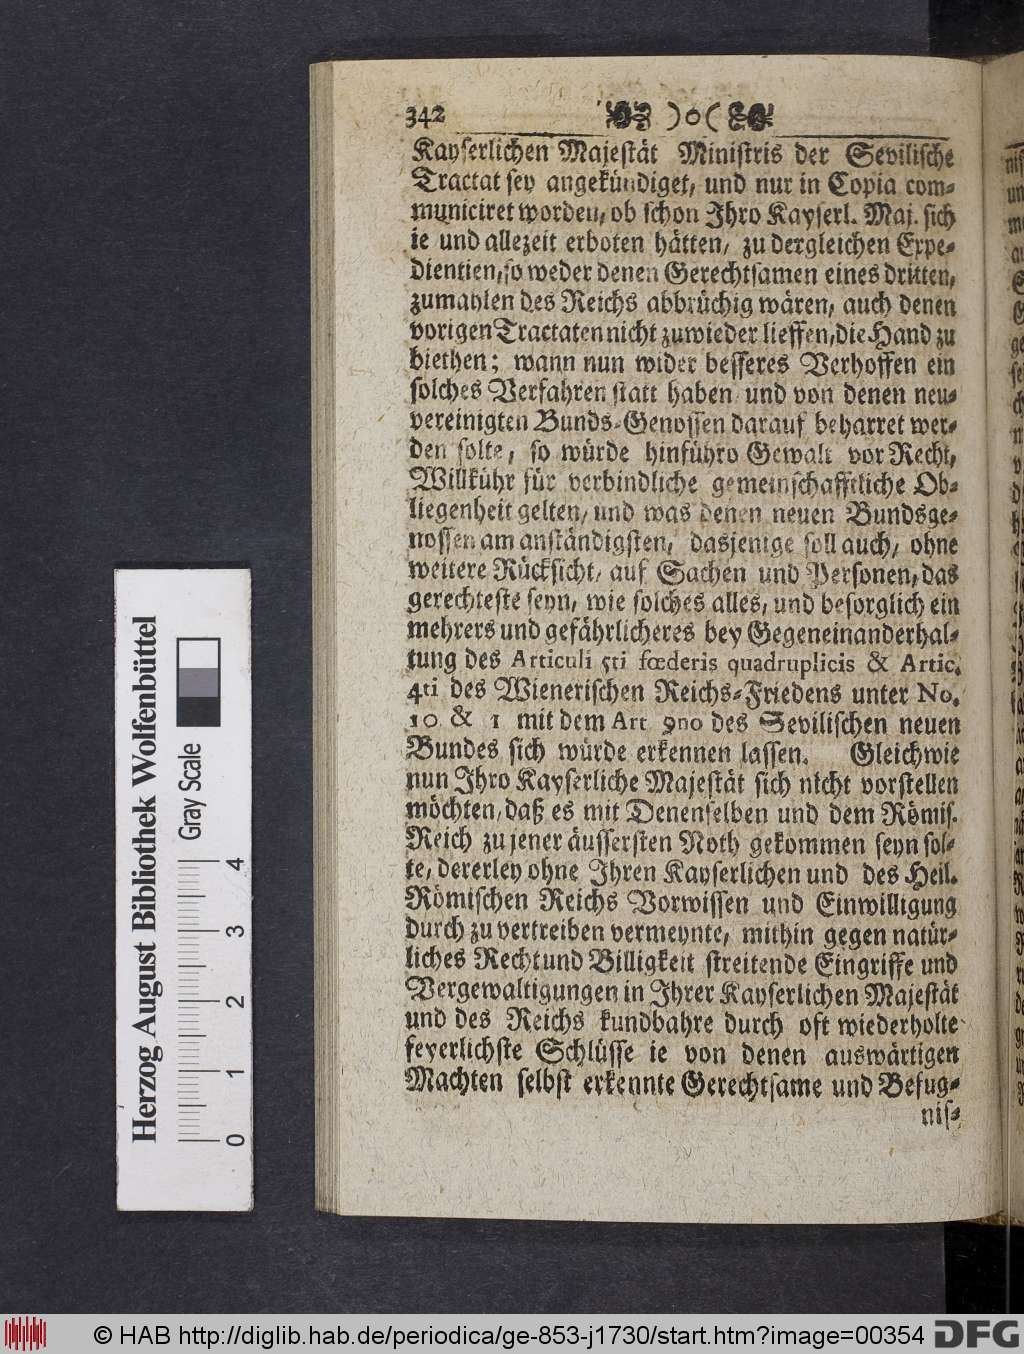 342 )o(
Kayserlichen Majestät Ministris der Sevilische
Tractat sey angekündiget, und nur in Copia com-
municiret worden, ob schon Ihro Kayserl. Maj. sich
ie und allezeit erboten hätten, zu dergleichen Expe-
dientien, so weder denen Gerechtsamen eines dritten,
zumahlen des Reichs abbrüchig wären, auch denen
vorigen Tractaten nicht zuwieder lieffen, die Hand zu
biethen; wann nun wider besseres Verhoffen ein
solches Verfahren statt haben und von denen neu-
vereinigten Bunds-Genossen darauf beharret wer-
den solte, so würde hinführo Gewalt vor Recht,
Willkühr für verbindliche gemeinschafftliche Ob-
liegenheit gelten, und was denen neuen Bundsge-
nossen am anständigsten, dasjenige soll auch, ohne
weitere Rücksicht, auf Sachen und Personen, das
gerechteste seyn, wie solches alles, und besorglich ein
mehrers und gefährlicheres bey Gegeneinanderhal-
tung des Articuli 5ti fœderis quadruplicis & Artic.
4ti des Wienerischen Reichs-Friedens unter No.
10 & 1 mit dem Art 9no des Sevilischen neuen
Bundes sich würde erkennen lassen. Gleichwie
nun Ihro Kayserliche Majestät sich nicht vorstellen
möchten, daß es mit Denenselben und dem Römis.
Reich zu jener äussersten Noth gekommen seyn sol-
te, dererley ohne Ihren Kayserlichen und des Heil.
Römischen Reichs Vorwissen und Einwilligung
durch zu vertreiben vermeynte, mithin gegen natür-
liches Recht und Billigkeit streitende Eingriffe und
Vergewaltigungen in Ihrer Kayserlichen Majestät
und des Reichs kundbahre durch oft wiederholte
feyerlichste Schlüsse ie von denen auswärtigen
Machten selbst erkennte Gerechtsame und Befug-
nis-
Herzog August Bibliothek Wolfenbüttel
Gray Scale
0 1 2 3 4
© HAB http://diglib.hab.de/periodica/ge-853-j1730/start.htm?image=00354 DFG